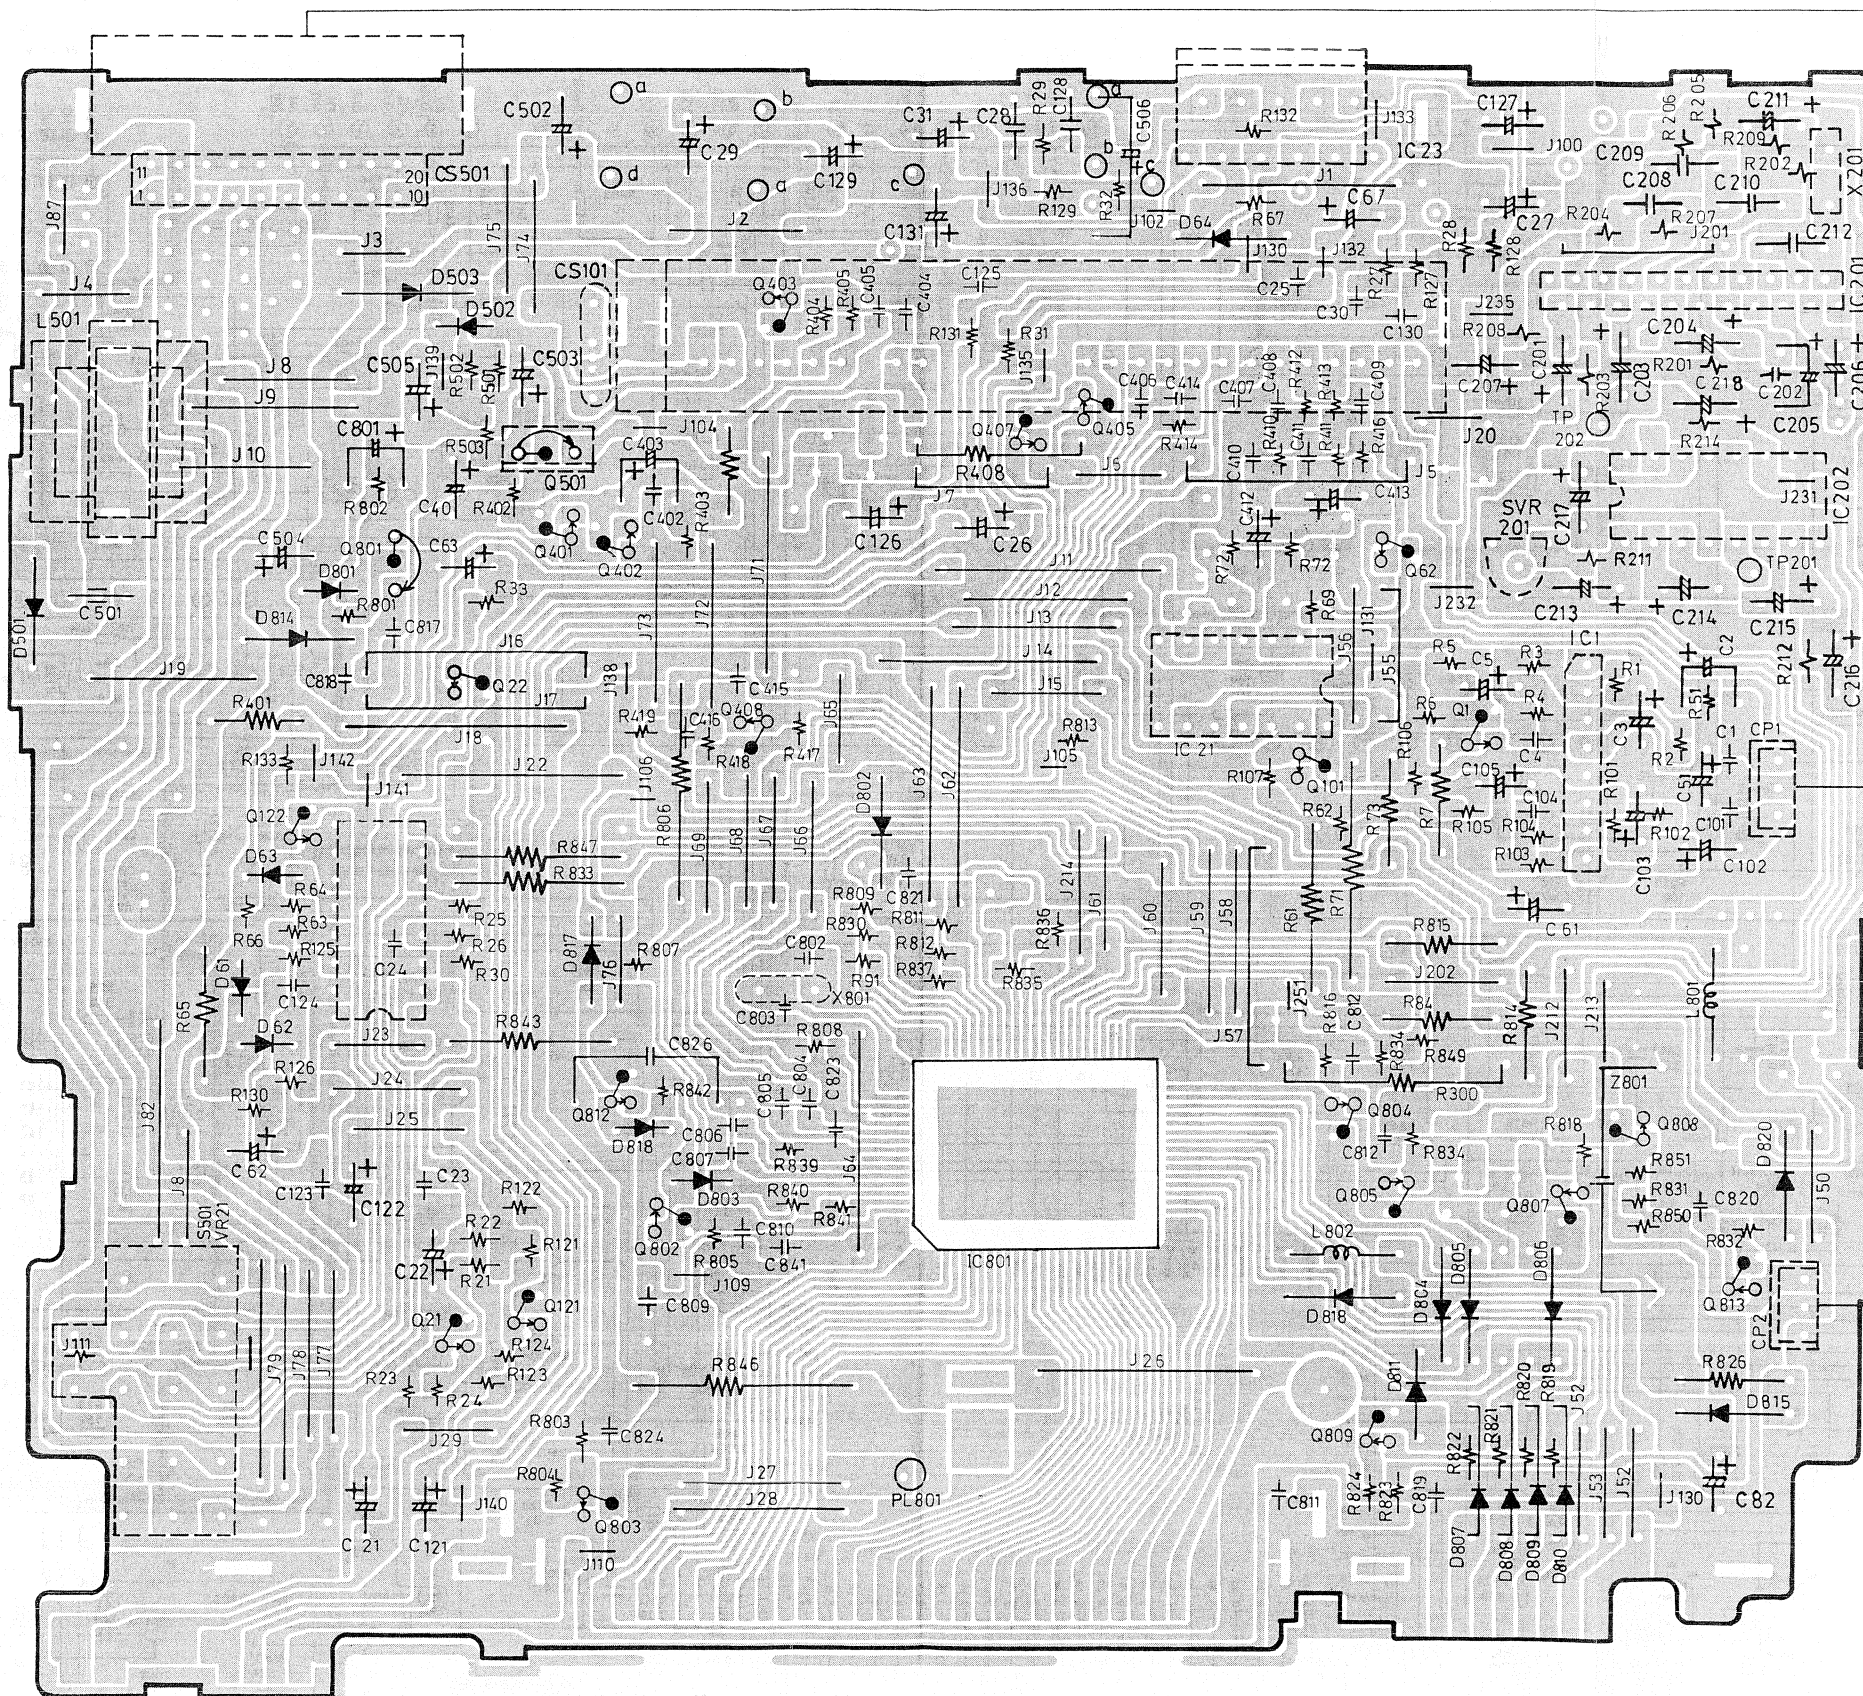 C502 a b C31 C28 R29 C128 d C506 R132 J133 C127 R206 R205 C211
C29 C129 IC23 J100 C209 R209 R202 X201
11 20 CS501 d a c J136 b c J1 C67 C208 C210
1 10 J87 J75 J74 J2 C131 R129 R32 J102 D64 R67 C27 R204 R207 J201 C212
J3 J130 J132 R28 R128
J4 D503 CS101 Q403 R404 R405 C405 C404 C125 C25 R27 R127 J235 IC201
L501 D502 R131 R31 C30 C130 R208 C204
J8 C505 J139 R502 R501 C503 J135 C406 C414 C407 C408 R412 R413 C409 C207 C201 R203 C203 R201 C218 C202 C206
J9 C801 R503 C403 J104 Q407 Q405 R414 R410 C411 R411 R416 J20 TP 202 R214 C205
J10 R802 C40 R402 Q501 C402 R403 R408 J7 J6 C410 C412 C413 J5 SVR 201 C217 J231 IC202
C504 Q801 C63 Q401 Q402 J71 C126 C26 R72 R72 Q62 R211 TP201
D501 C501 D801 R801 R33 J11 J12 R69 J232 C213 C214 C215
D814 C817 J16 J73 J72 J13 J56 J131 IC1 C2
J19 C818 Q22 J17 J138 C415 J14 J15 J55 R5 C5 R3 R1 R51 R212 C216
R401 J18 R419 C416 Q408 R418 R417 J65 R813 IC21 R6 Q1 R4 C3 C1 CP1
R133 J142 J22 J106 J105 R107 Q101 R106 C105 C4 R101 R2 C51
J141 Q122 R806 J69 J68 J67 J66 D802 J63 J62 R62 R73 R7 R105 C104 R104 R102 C101
D63 R847 R833 C821 J214 J61 R103 C103 C102
R64 R63 R66 R125 R25 R26 R30 D817 J76 R807 R809 R830 R811 R812 R836 J60 J59 J58 R61 R71 R815 C61
R65 D61 C124 C24 C802 R91 R837 R835 J202 L801
X801 C803 J251 R816 C812 R84 R814 J212 J213
D62 J23 R843 C826 R808 J57 R834 R849
R126 J24 R842 C805 C804 C823 R300 Z801
J82 R130 J25 Q812 D818 C806 C807 R839 J64 Q804 C812 R834 R818 Q808 D820 J50
C62 J81 C123 C122 C23 R122 D803 R840 R841 Q805 Q807 R851 R831 R850 C820
S501 VR21 R22 R121 Q802 R805 C810 C841 IC801 L802 R832
C22 R21 J109 C809 D818 D8C4 D805 D806 Q813
J111 Q21 Q121 R124 CP2
J79 J78 J77 R23 R24 R123 R846 J26 D811 R820 R819 J52 R826 D815
J29 R803 C824 Q809 R822 R821
C21 C121 J140 R804 Q803 J27 J28 PL801 C811 R824 R823 C819 J53 J52 J130 C82
J110 D807 D808 D809 D810